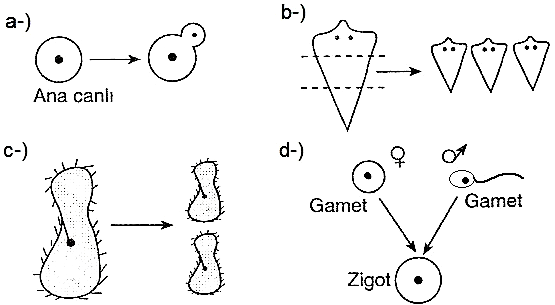 a-)
Ana canlı
b-)
c-)
d-)
♀ ♂
Gamet
Gamet
Zigot